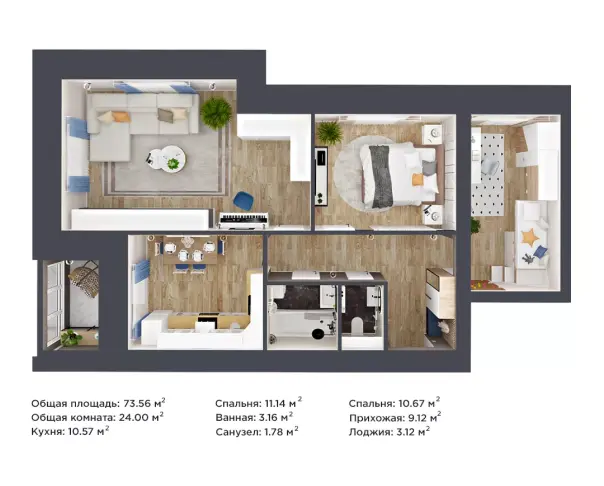 Общая площадь: 73.56 м²
Общая комната: 24.00 м²
Кухня: 10.57 м²
Спальня: 11.14 м²
Ванная: 3.16 м²
Санузел: 1.78 м²
Спальня: 10.67 м²
Прихожая: 9.12 м²
Лоджия: 3.12 м²